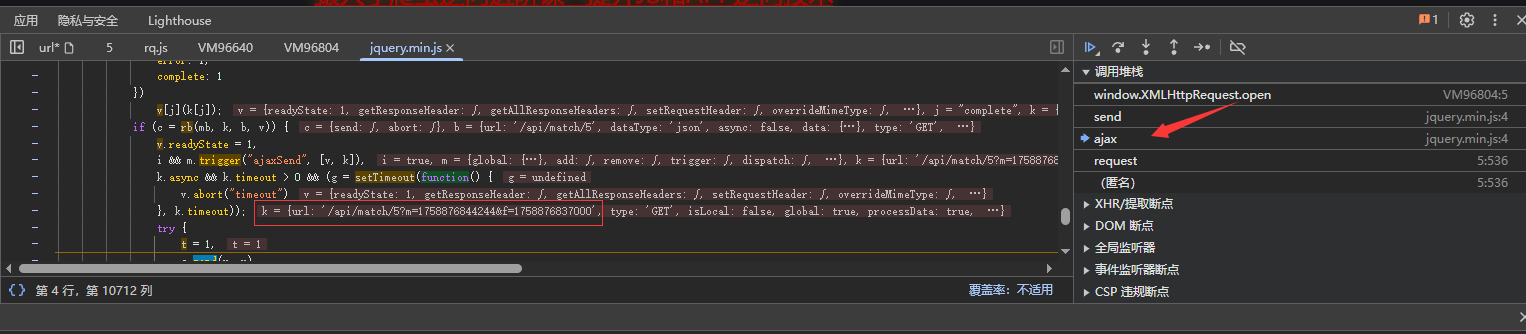 应用 隐私与安全 Lighthouse 1
url* 5 rq.js VM96640 VM96804 jquery.min.js
complete: 1
})
v[j](k[j]); v = {readyState: 1, getResponseHeader: ƒ, getAllResponseHeaders: ƒ, setRequestHeader: ƒ, overrideMimeType: ƒ, …}, j = "complete", k = {
if (c = rb(mb, k, b, v)) { c = {send: ƒ, abort: ƒ}, b = {url: '/api/match/5', dataType: 'json', async: false, data: {…}, type: 'GET', …}
v.readyState = 1,
i && m.trigger("ajaxSend", [v, k]), i = true, m = {global: {…}, add: ƒ, remove: ƒ, trigger: ƒ, dispatch: ƒ, …}, k = {url: '/api/match/5?m=1758876
k.async && k.timeout > 0 && (g = setTimeout(function() { g = undefined
v.abort("timeout") v = {readyState: 1, getResponseHeader: ƒ, getAllResponseHeaders: ƒ, setRequestHeader: ƒ, overrideMimeType: ƒ, …}
}, k.timeout)); k = {url: '/api/match/5?m=1758876844244&f=1758876837000', type: 'GET', isLocal: false, global: true, processData: true, …}
try {
t = 1, t = 1
{} 第 4 行，第 10712 列 覆盖率：不适用
调用堆栈
window.XMLHttpRequest.open VM96804:5
send jquery.min.js:4
ajax jquery.min.js:4
request 5:536
（匿名） 5:536
XHR/提取断点
DOM 断点
全局监听器
事件监听器断点
CSP 违规断点